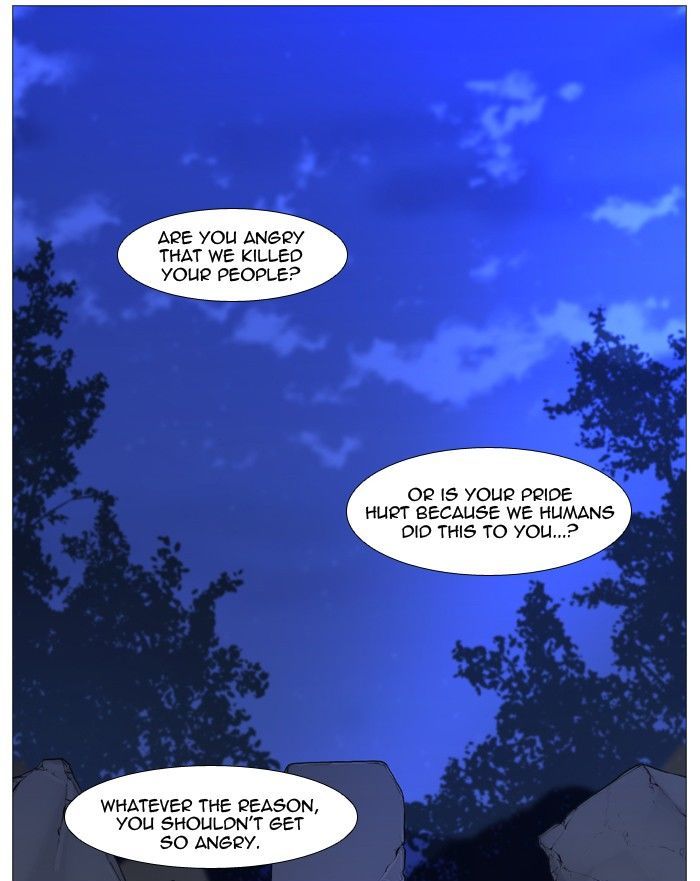 ARE YOU ANGRY
THAT WE KILLED
YOUR PEOPLE?
OR IS YOUR PRIDE
HURT BECAUSE WE HUMANS
DID THIS TO YOU...?
WHATEVER THE REASON,
YOU SHOULDN'T GET
SO ANGRY.